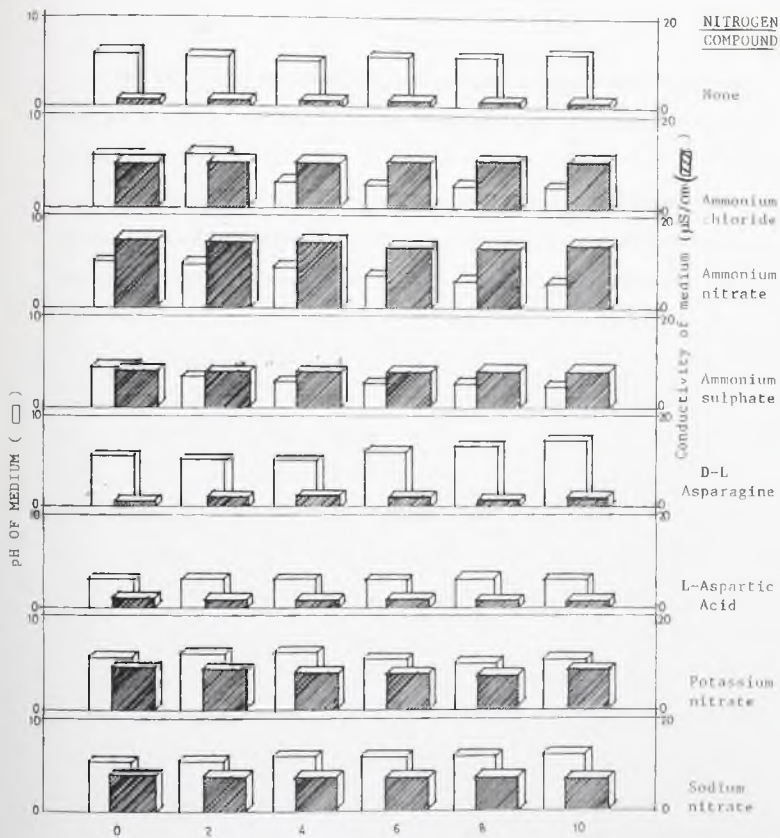 NITROGEN
COMPOUND
10
20
0
0
None
10
20
0
0
Ammonium
chloride
10
20
0
0
Ammonium
nitrate
10
20
0
0
Ammonium
sulphate
10
20
0
0
D-L
Asparagine
10
20
0
0
L-Aspartic
Acid
10
20
0
0
Potassium
nitrate
10
20
0
0
Sodium
nitrate
0 2 4 6 8 10
pH OF MEDIUM ( )
Conductivity of medium (µS/cm( )